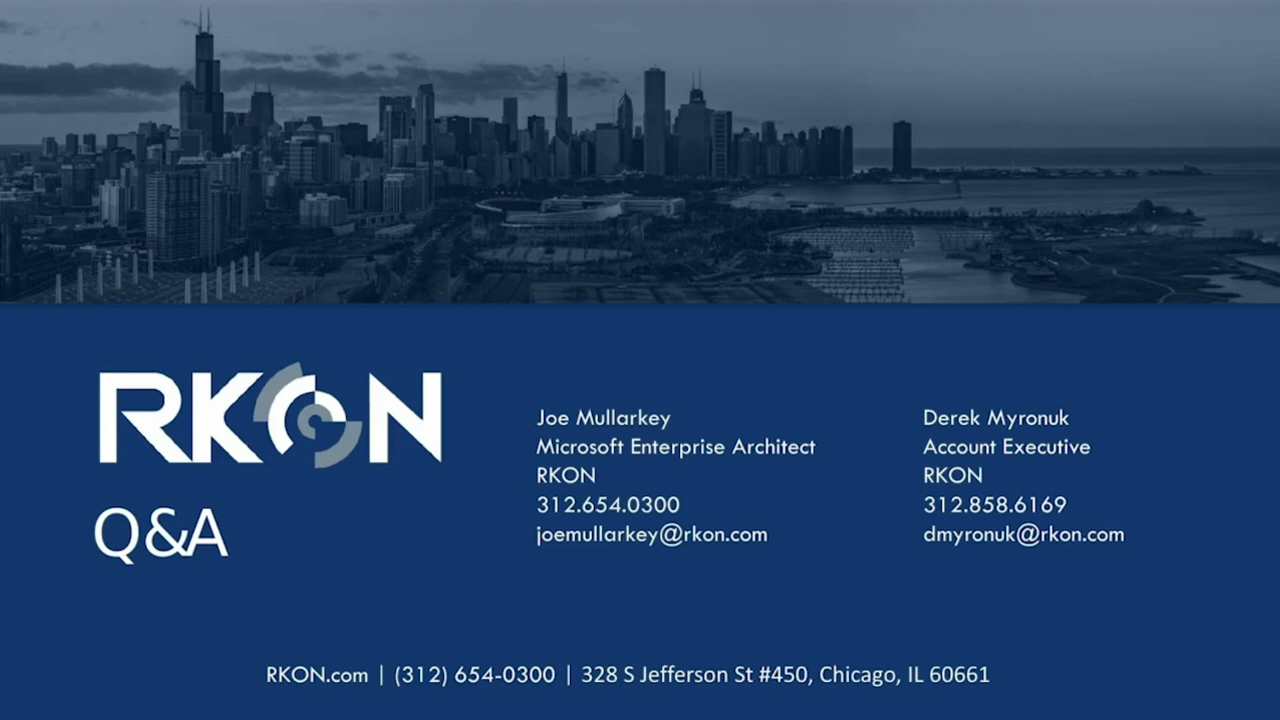 RKON
Q&A
Joe Mullarkey
Microsoft Enterprise Architect
RKON
312.654.0300
joemullarkey@rkon.com
Derek Myronuk
Account Executive
RKON
312.858.6169
dmyronuk@rkon.com
RKON.com | (312) 654-0300 | 328 S Jefferson St #450, Chicago, IL 60661